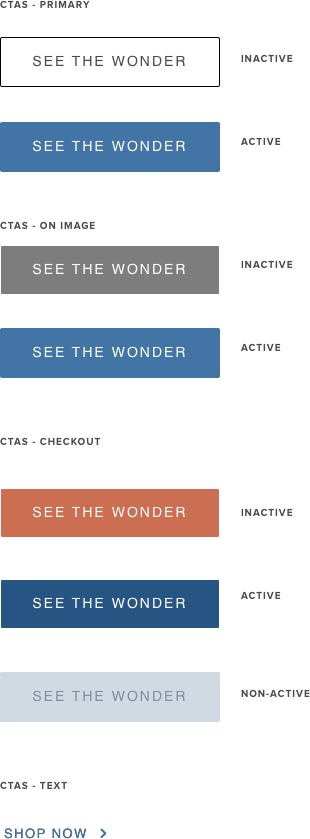 CTAS - PRIMARY
SEE THE WONDER
INACTIVE
SEE THE WONDER
ACTIVE
CTAS - ON IMAGE
SEE THE WONDER
INACTIVE
SEE THE WONDER
ACTIVE
CTAS - CHECKOUT
SEE THE WONDER
INACTIVE
SEE THE WONDER
ACTIVE
SEE THE WONDER
NON-ACTIVE
CTAS - TEXT
SHOP NOW